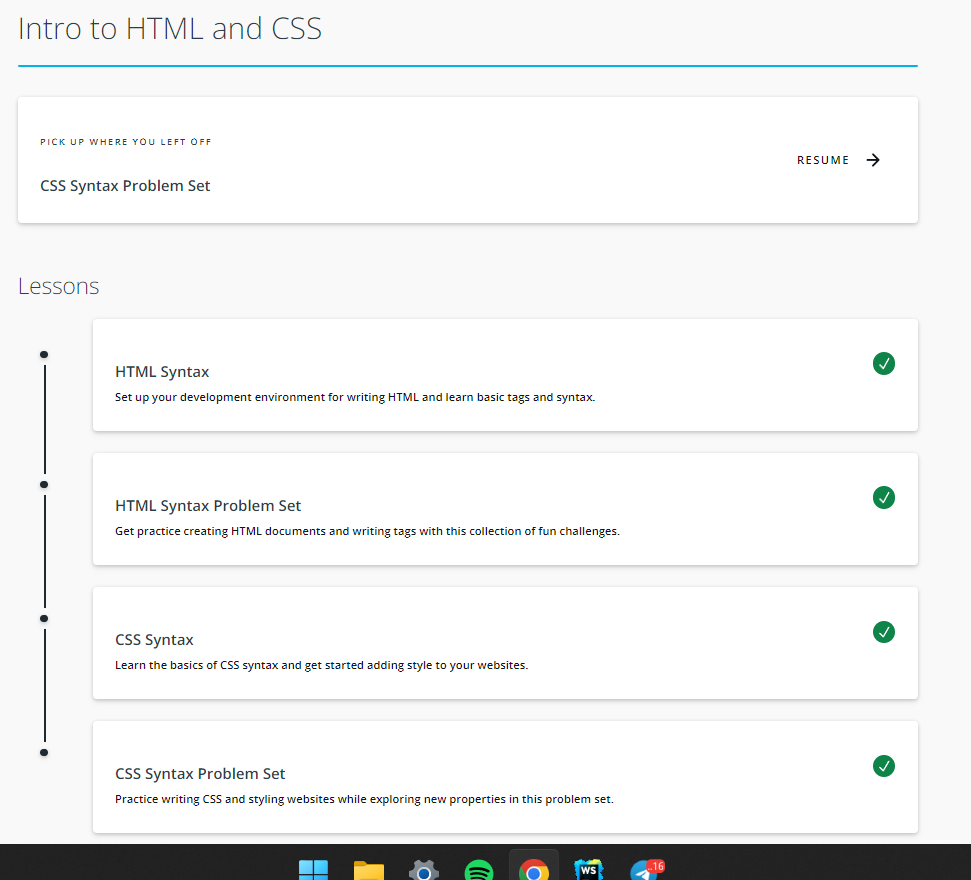 Intro to HTML and CSS
PICK UP WHERE YOU LEFT OFF
RESUME
CSS Syntax Problem Set
Lessons
HTML Syntax
Set up your development environment for writing HTML and learn basic tags and syntax.
HTML Syntax Problem Set
Get practice creating HTML documents and writing tags with this collection of fun challenges.
CSS Syntax
Learn the basics of CSS syntax and get started adding style to your websites.
CSS Syntax Problem Set
Practice writing CSS and styling websites while exploring new properties in this problem set.
WS
..16